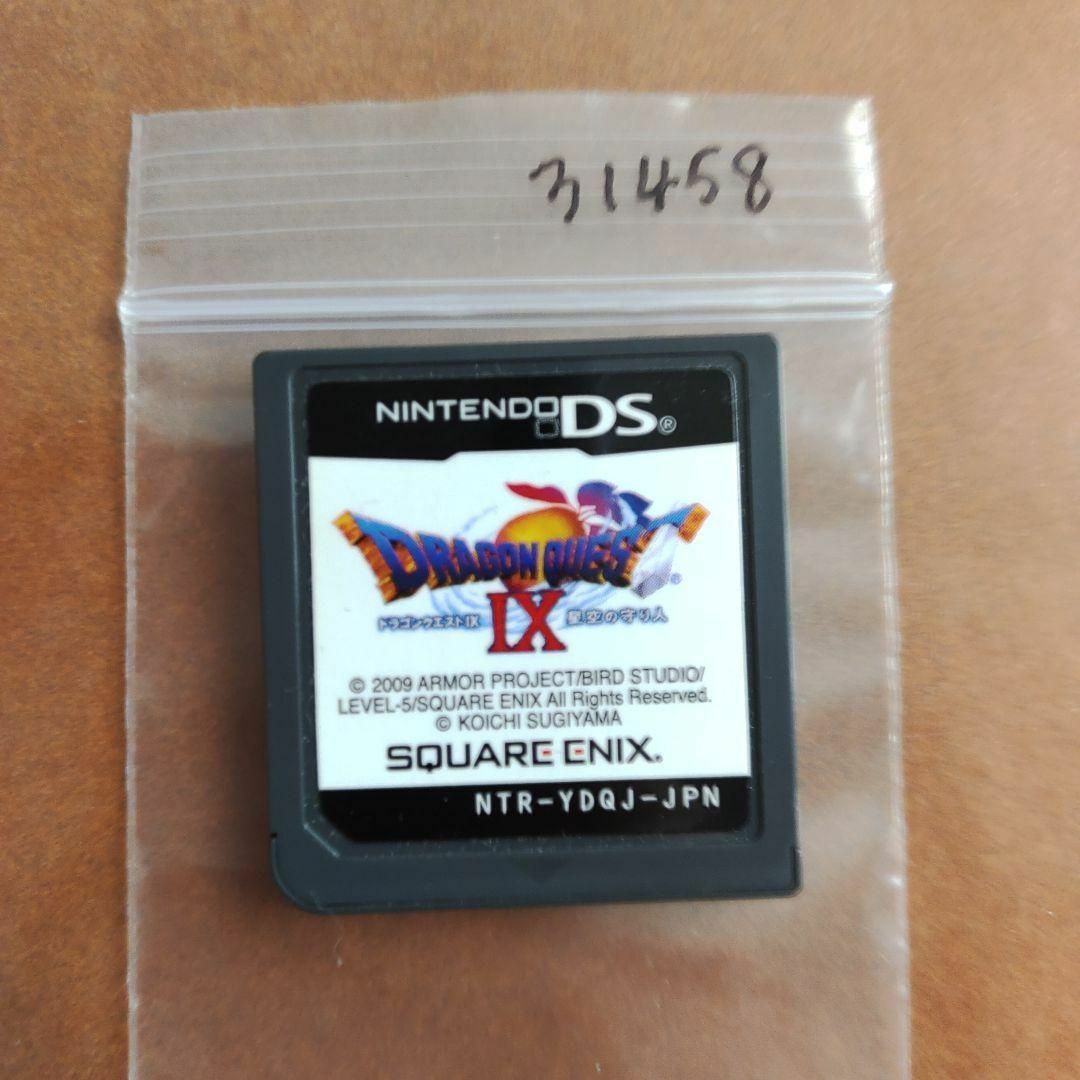 31458
NINTENDO DS®
DRAGON QUEST®
IX
ドラゴンクエストIX 星空の守り人
© 2009 ARMOR PROJECT/BIRD STUDIO/
LEVEL-5/SQUARE ENIX All Rights Reserved.
© KOICHI SUGIYAMA
SQUARE ENIX.
NTR-YDQJ-JPN